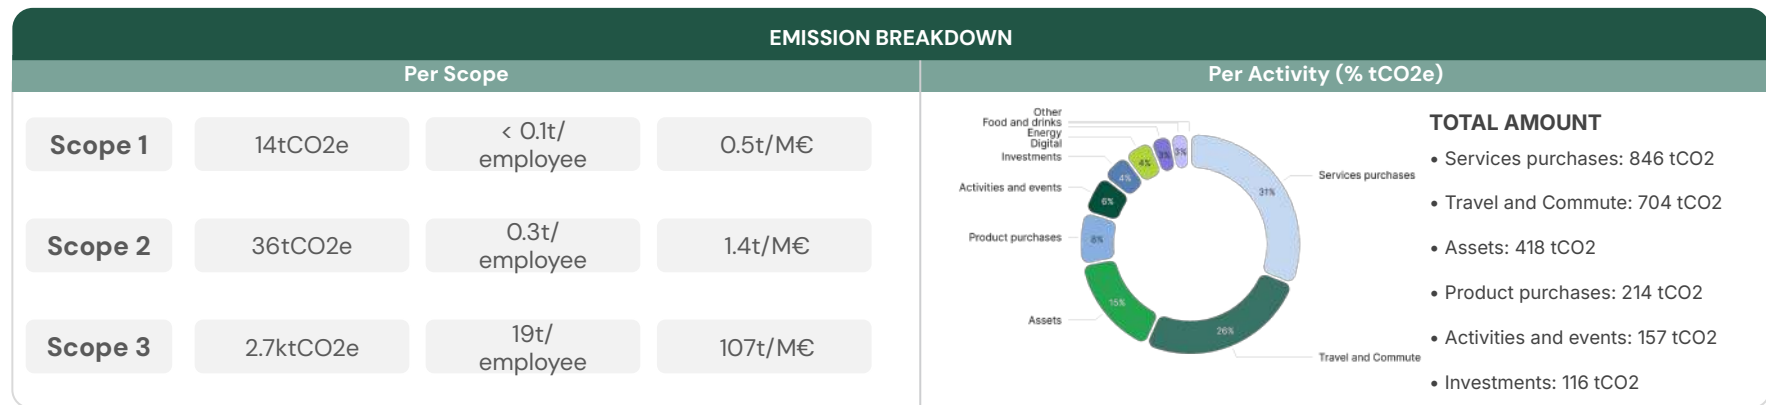 EMISSION BREAKDOWN
Per Scope
Scope 1
14tCO2e
< 0.1t/
employee
0.5t/M€
Scope 2
36tCO2e
0.3t/
employee
1.4t/M€
Scope 3
2.7ktCO2e
19t/
employee
107t/M€
Per Activity (% tCO2e)
Other
Food and drinks
Energy
Digital
Investments
Activities and events
Product purchases
Assets
Services purchases
Travel and Commute
31%
26%
15%
8%
6%
4%
4%
3%
3%
TOTAL AMOUNT
• Services purchases: 846 tCO2
• Travel and Commute: 704 tCO2
• Assets: 418 tCO2
• Product purchases: 214 tCO2
• Activities and events: 157 tCO2
• Investments: 116 tCO2